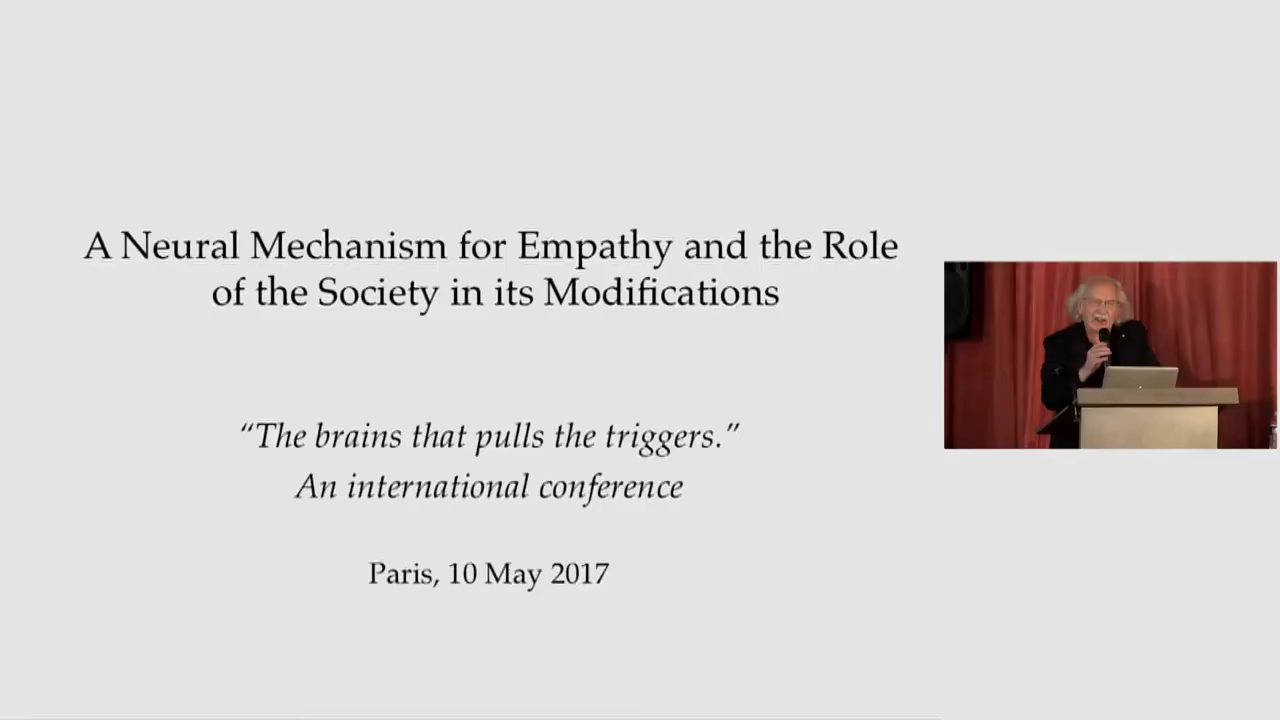 A Neural Mechanism for Empathy and the Role
of the Society in its Modifications
“The brains that pulls the triggers.”
An international conference
Paris, 10 May 2017